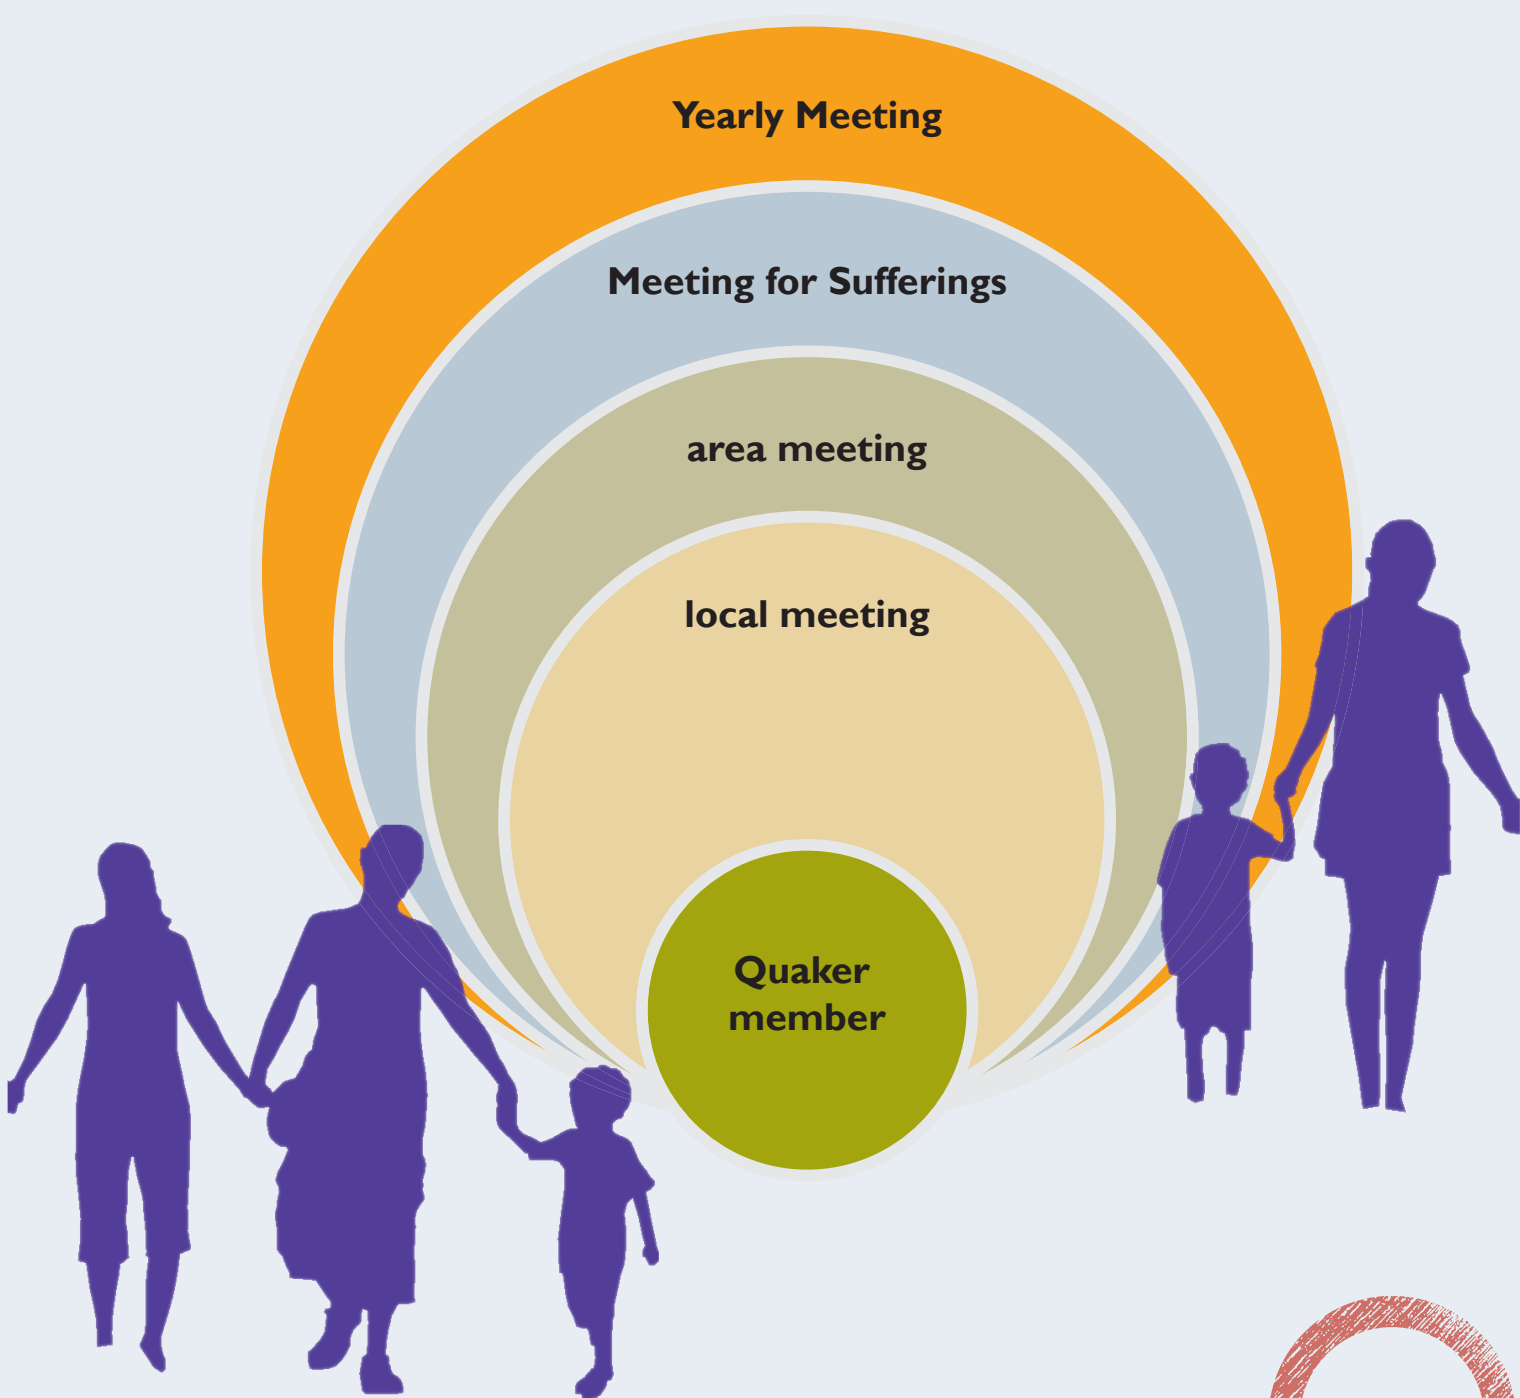 Yearly Meeting
Meeting for Sufferings
area meeting
local meeting
Quaker
member